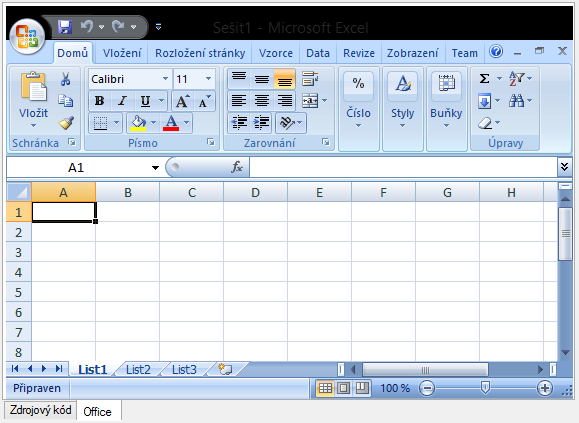 Sešit1 - Microsoft Excel
Domů Vložení Rozložení stránky Vzorce Data Revize Zobrazení Team
Calibri 11 % Σ
B I U A A A
Vložit Číslo Styly Buňky
Schránka Písmo Zarovnání Úpravy
A1 fx
A B C D E F G H
1
2
3
4
5
6
7
8
List1 List2 List3
Připraven 100 %
Zdrojový kód Office